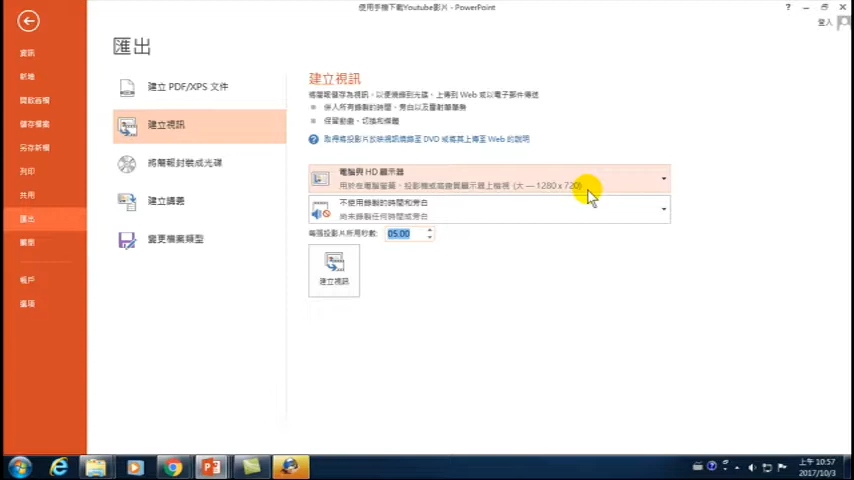 使用手機下載Youtube影片 - PowerPoint
登入
匯出
資訊
新增
開啟舊檔
儲存檔案
另存新檔
列印
共用
匯出
關閉
帳戶
選項
建立 PDF/XPS 文件
建立視訊
將簡報封裝成光碟
建立講義
變更檔案類型
建立視訊
將簡報儲存為視訊，以便燒錄到光碟、上傳到 Web 或以電子郵件傳送
併入所有錄製的時間、旁白以及雷射筆筆勢
保留動畫、切換和媒體
取得將投影片放映視訊燒錄至 DVD 或將其上傳至 Web 的說明
電腦與 HD 顯示器
用於在電腦螢幕、投影機或高畫質顯示器上檢視 (大 — 1280 x 720)
不使用錄製的時間和旁白
尚未錄製任何時間或旁白
每張投影片所用秒數: 05.00
建立視訊
上午 10:57
2017/10/3